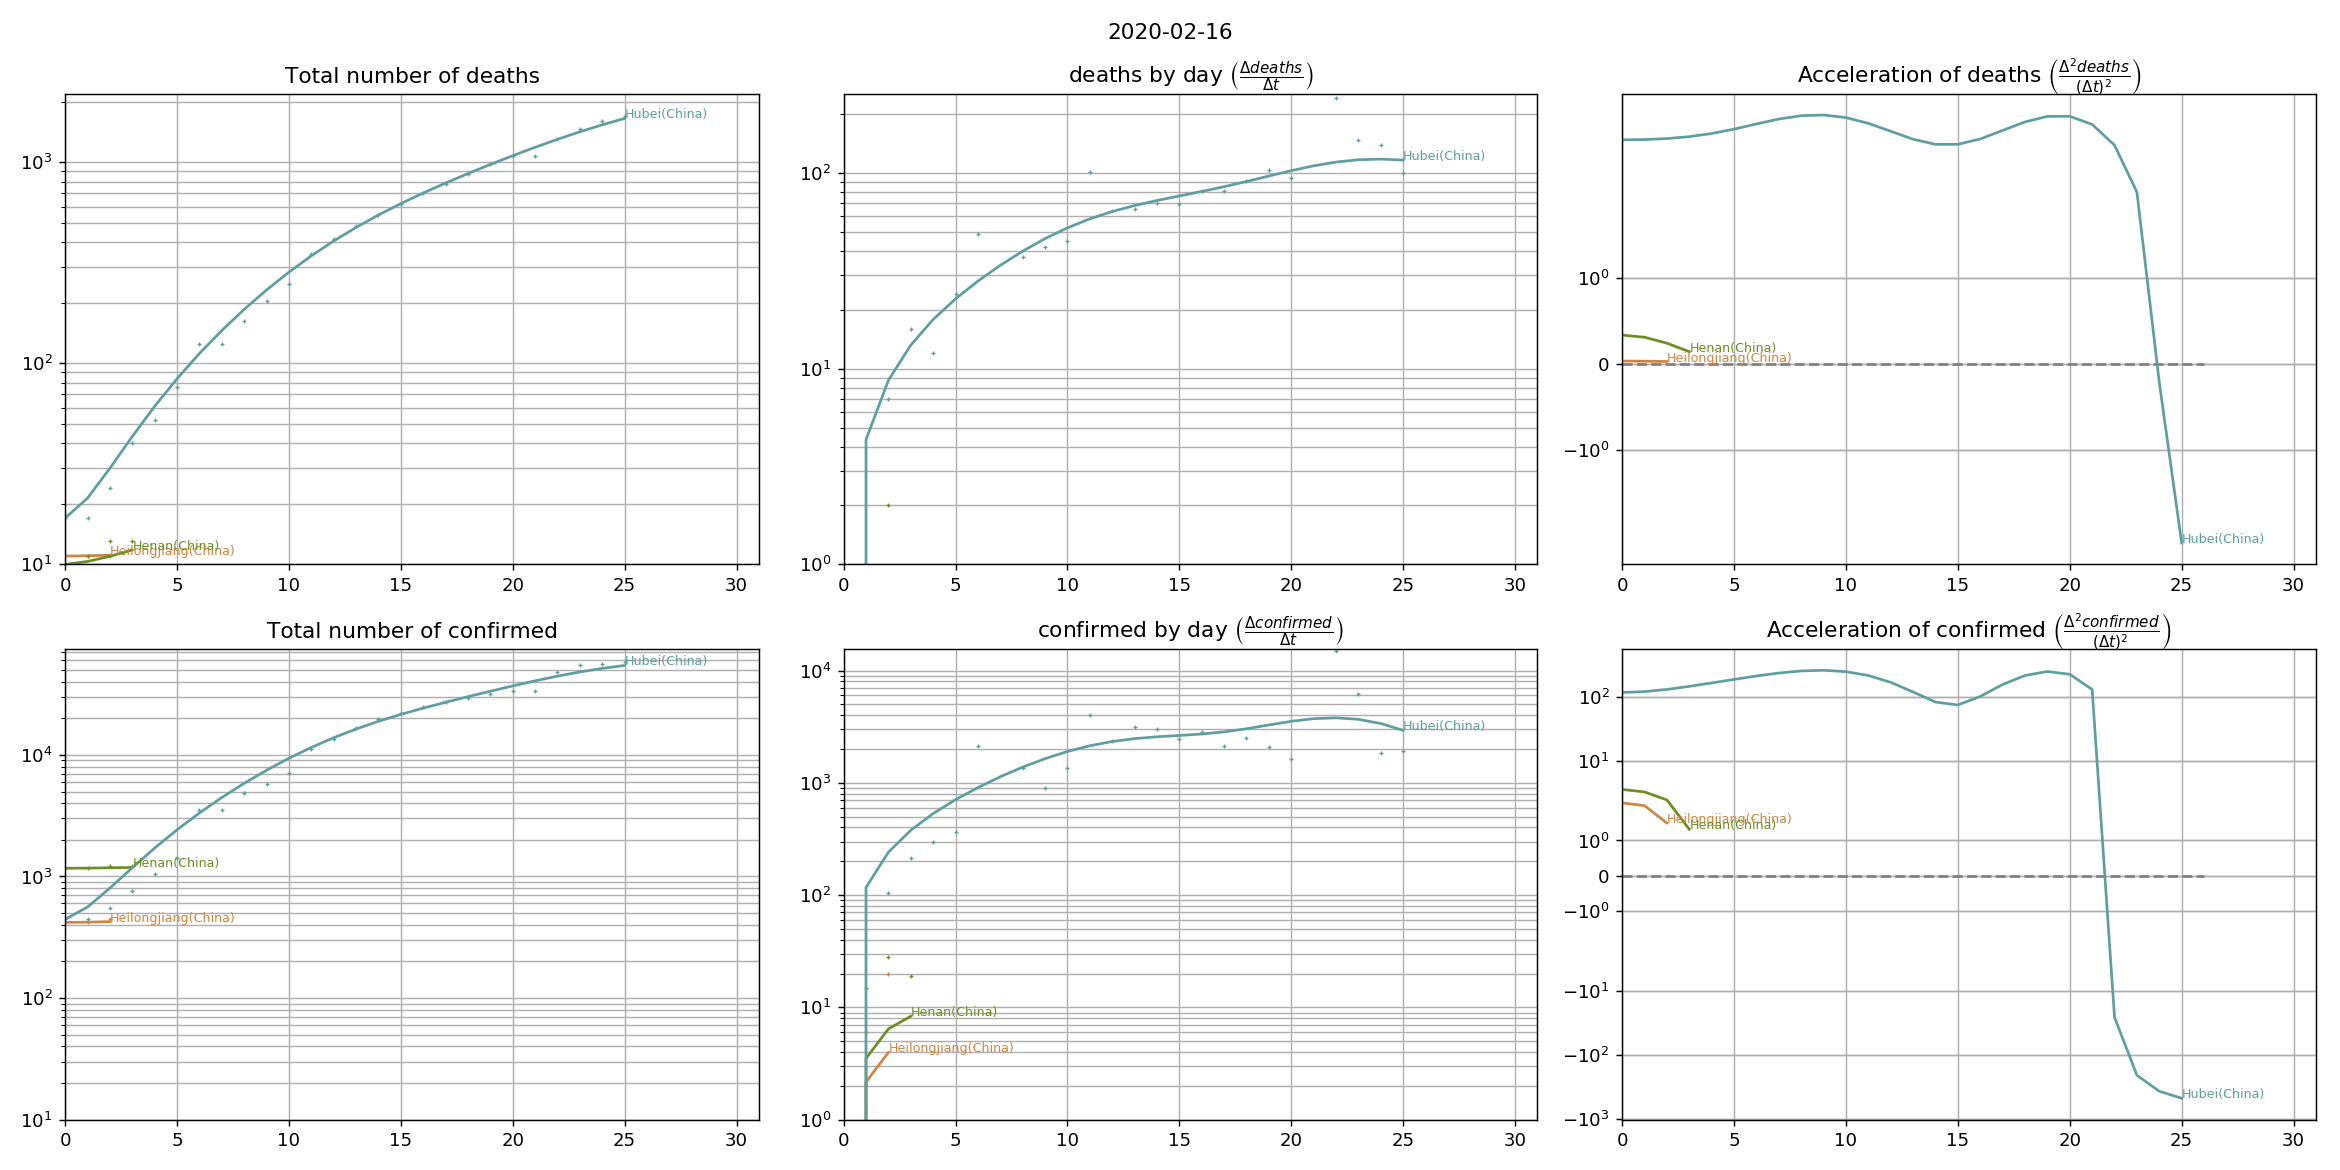 2020-02-16
Total number of deaths
10³
10²
10¹
0 5 10 15 20 25 30
Hubei(China)
Henan(China)
Heilongjiang(China)
deaths by day (Δdeaths/Δt)
10²
10¹
10⁰
0 5 10 15 20 25 30
Hubei(China)
Acceleration of deaths (Δ²deaths/(Δt)²)
10⁰
0
−10⁰
0 5 10 15 20 25 30
Henan(China)
Heilongjiang(China)
Hubei(China)
Total number of confirmed
10⁴
10³
10²
10¹
0 5 10 15 20 25 30
Hubei(China)
Henan(China)
Heilongjiang(China)
confirmed by day (Δconfirmed/Δt)
10⁴
10³
10²
10¹
10⁰
0 5 10 15 20 25 30
Hubei(China)
Henan(China)
Heilongjiang(China)
Acceleration of confirmed (Δ²confirmed/(Δt)²)
10²
10¹
10⁰
0
−10⁰
−10¹
−10²
−10³
0 5 10 15 20 25 30
Heilongjiang(China)
Henan(China)
Hubei(China)